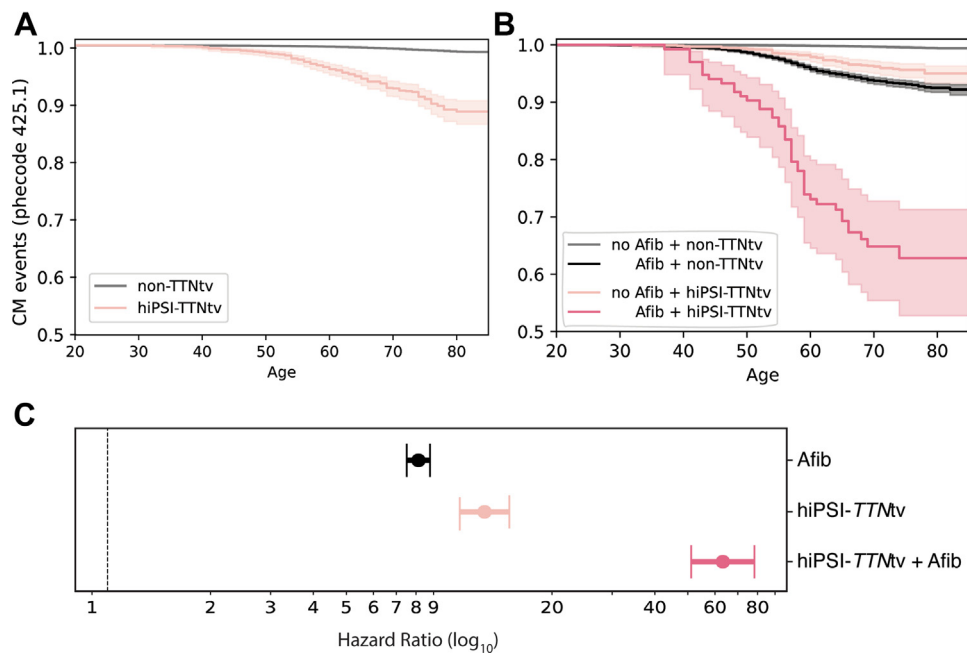 A
CM events (phecode 425.1)
1.0
0.9
0.8
0.7
0.6
0.5
non-TTNtv
hiPSI-TTNtv
20 30 40 50 60 70 80
Age
B
1.0
0.9
0.8
0.7
0.6
0.5
no Afib + non-TTNtv
Afib + non-TTNtv
no Afib + hiPSI-TTNtv
Afib + hiPSI-TTNtv
20 30 40 50 60 70 80
Age
C
Afib
hiPSI-TTNtv
hiPSI-TTNtv + Afib
1 2 3 4 5 6 7 8 9 20 40 60 80
Hazard Ratio (log₁₀)